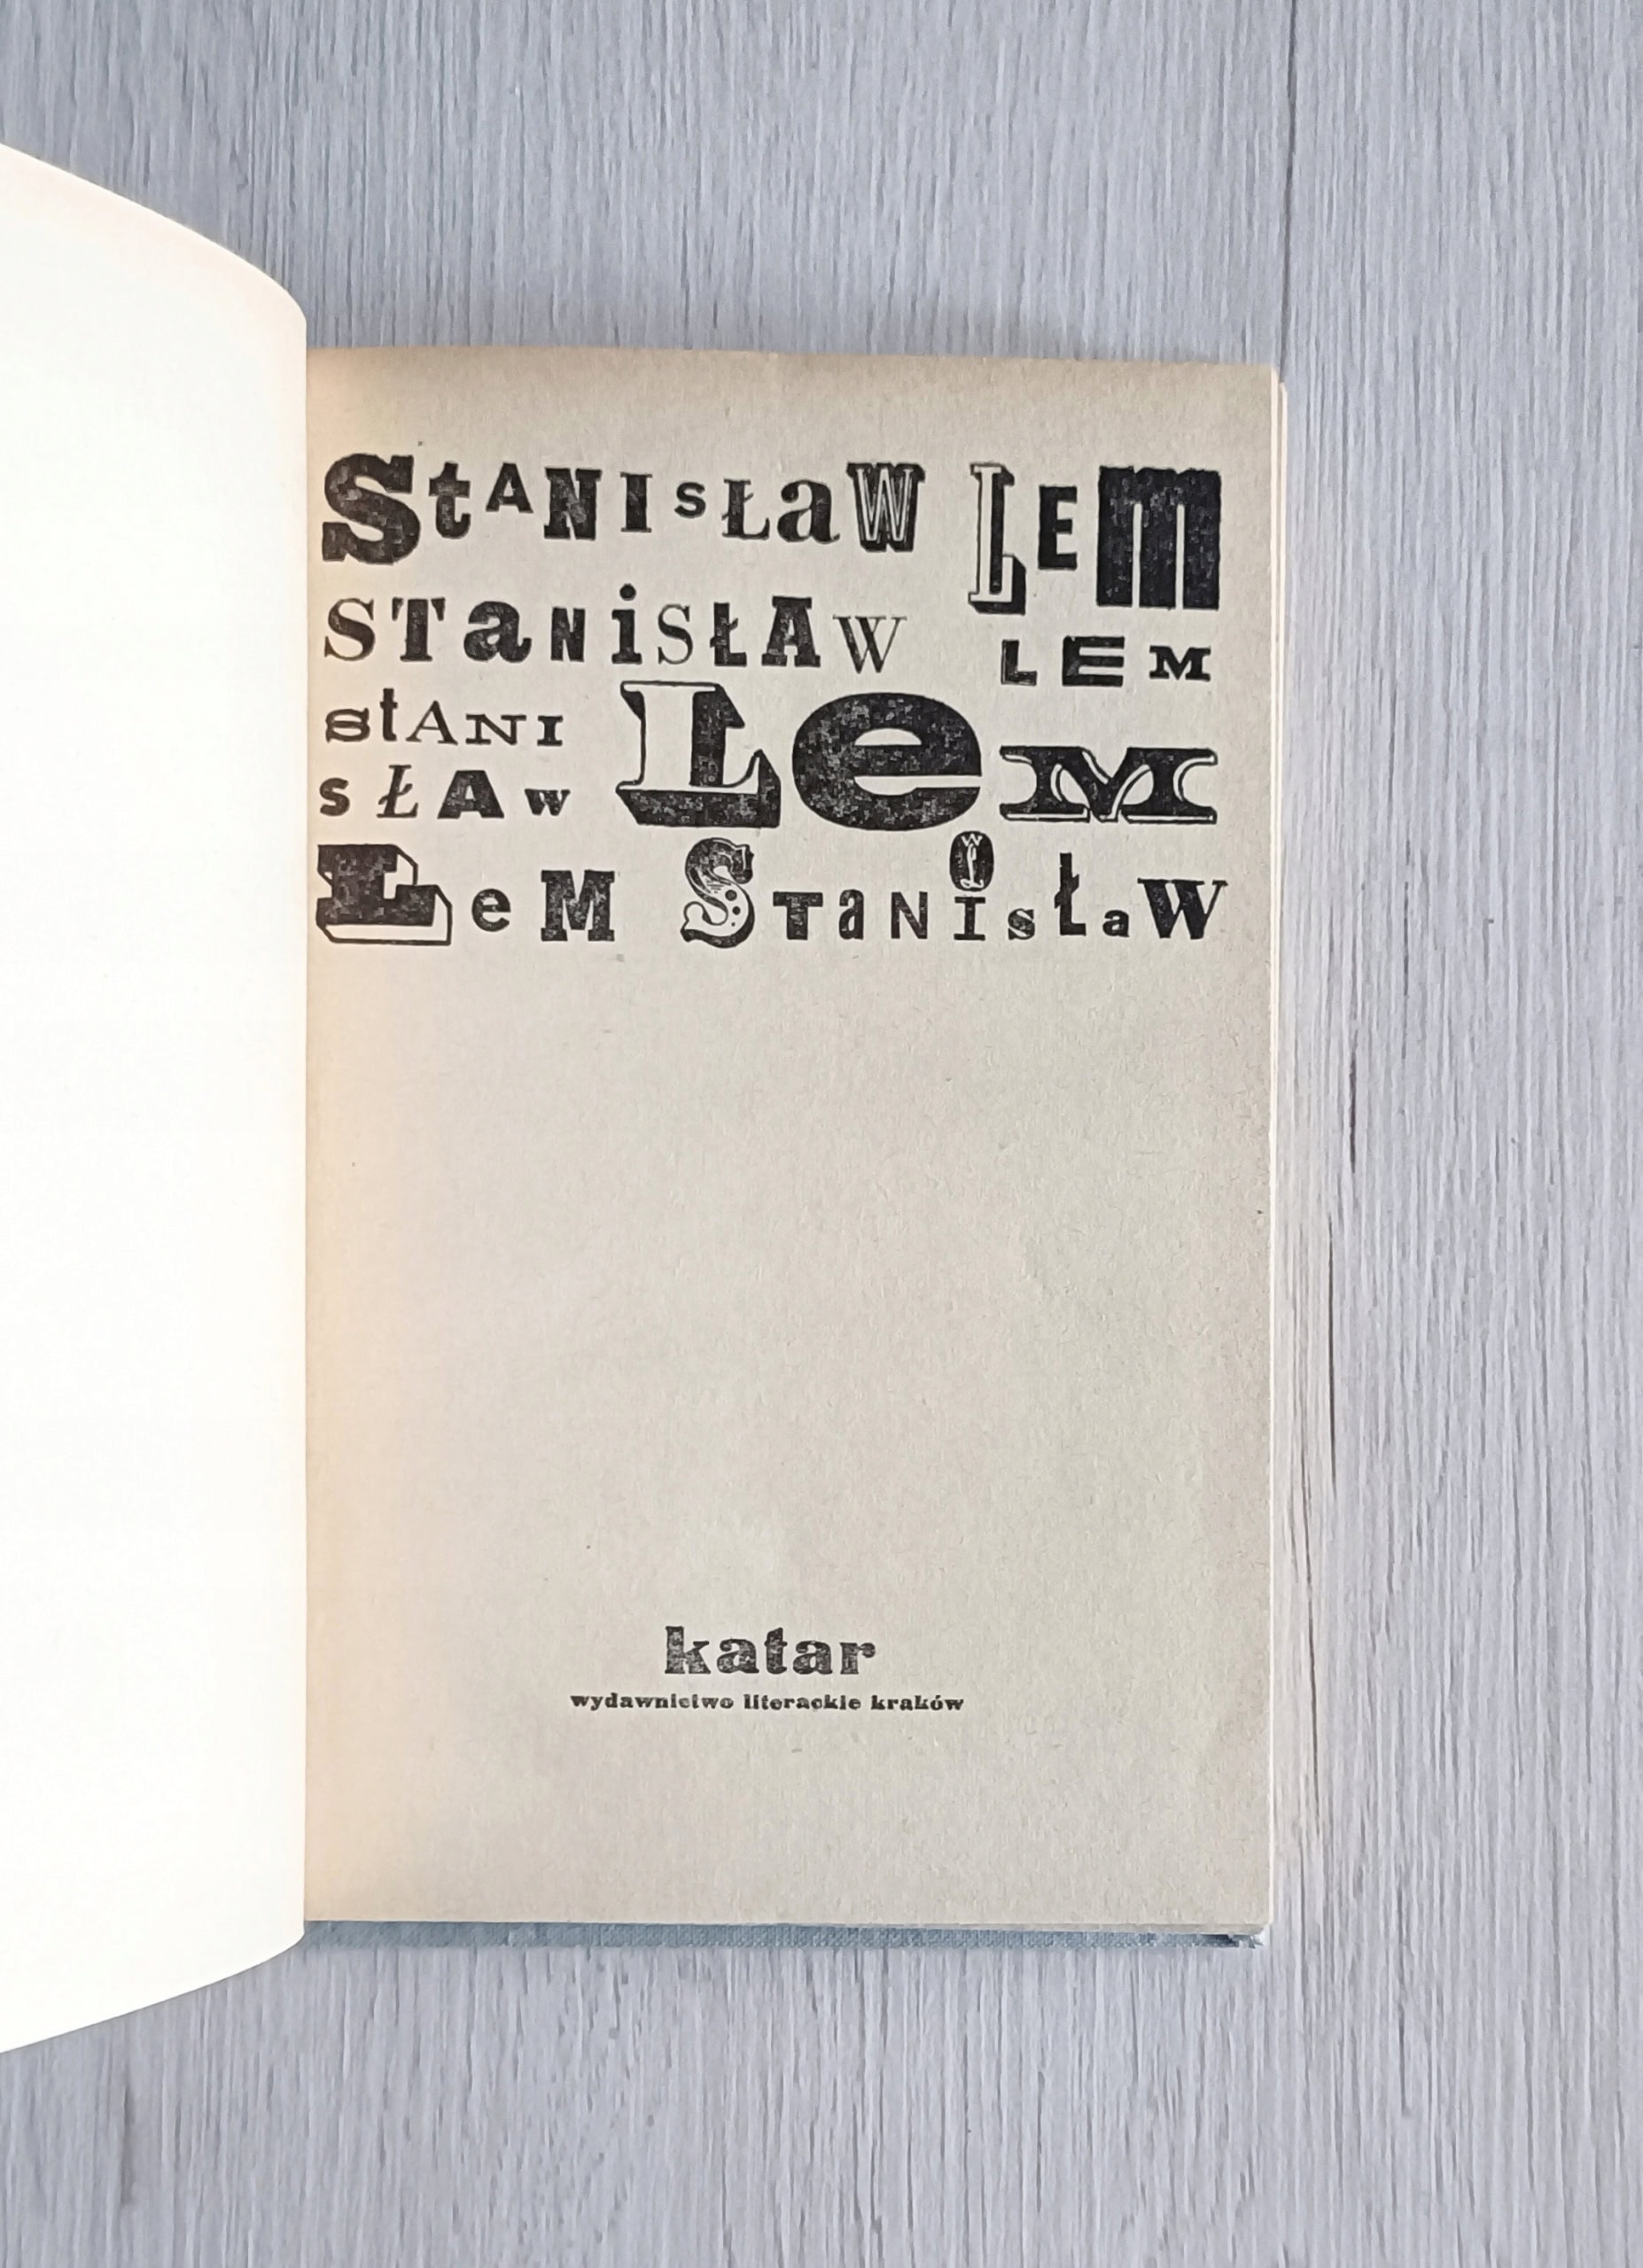 StANIsŁaW LEm
STaNiSŁAW LEM
StANI LeM
sŁAw
LeM STaNIsŁaW
katar
wydawnictwo literackie kraków